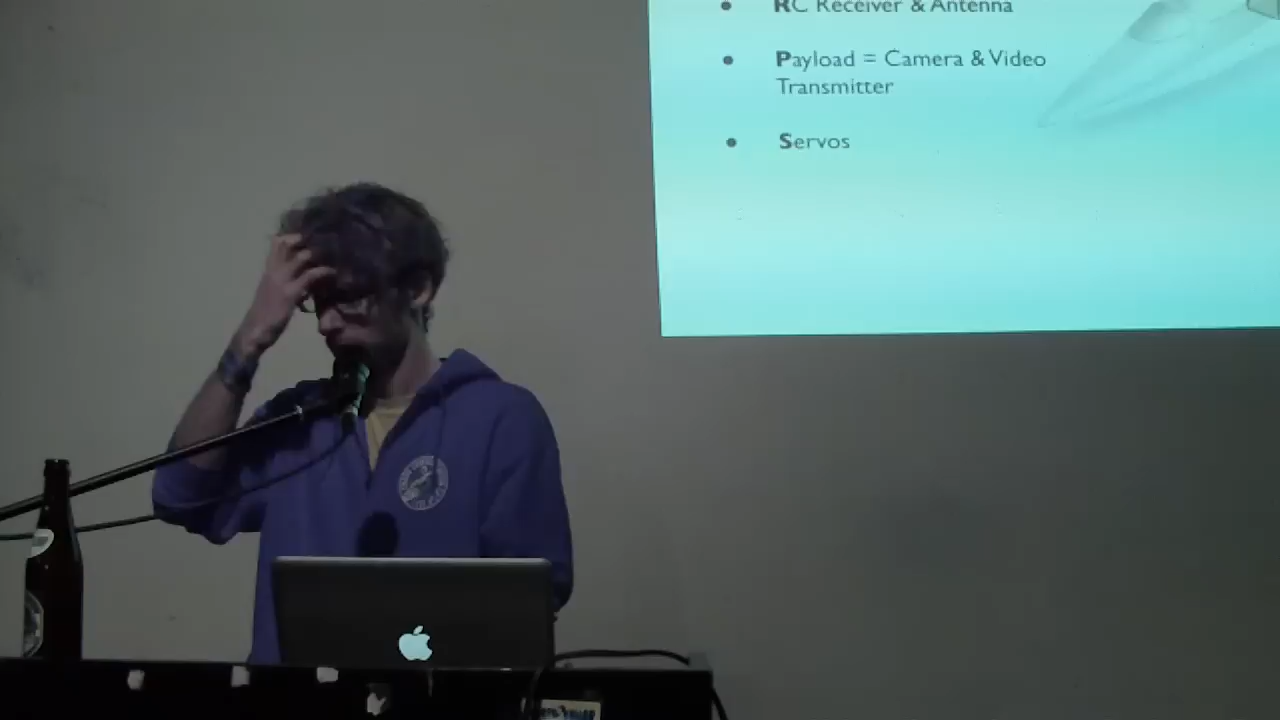 RC Receiver & Antenna
Payload = Camera & Video
Transmitter
Servos